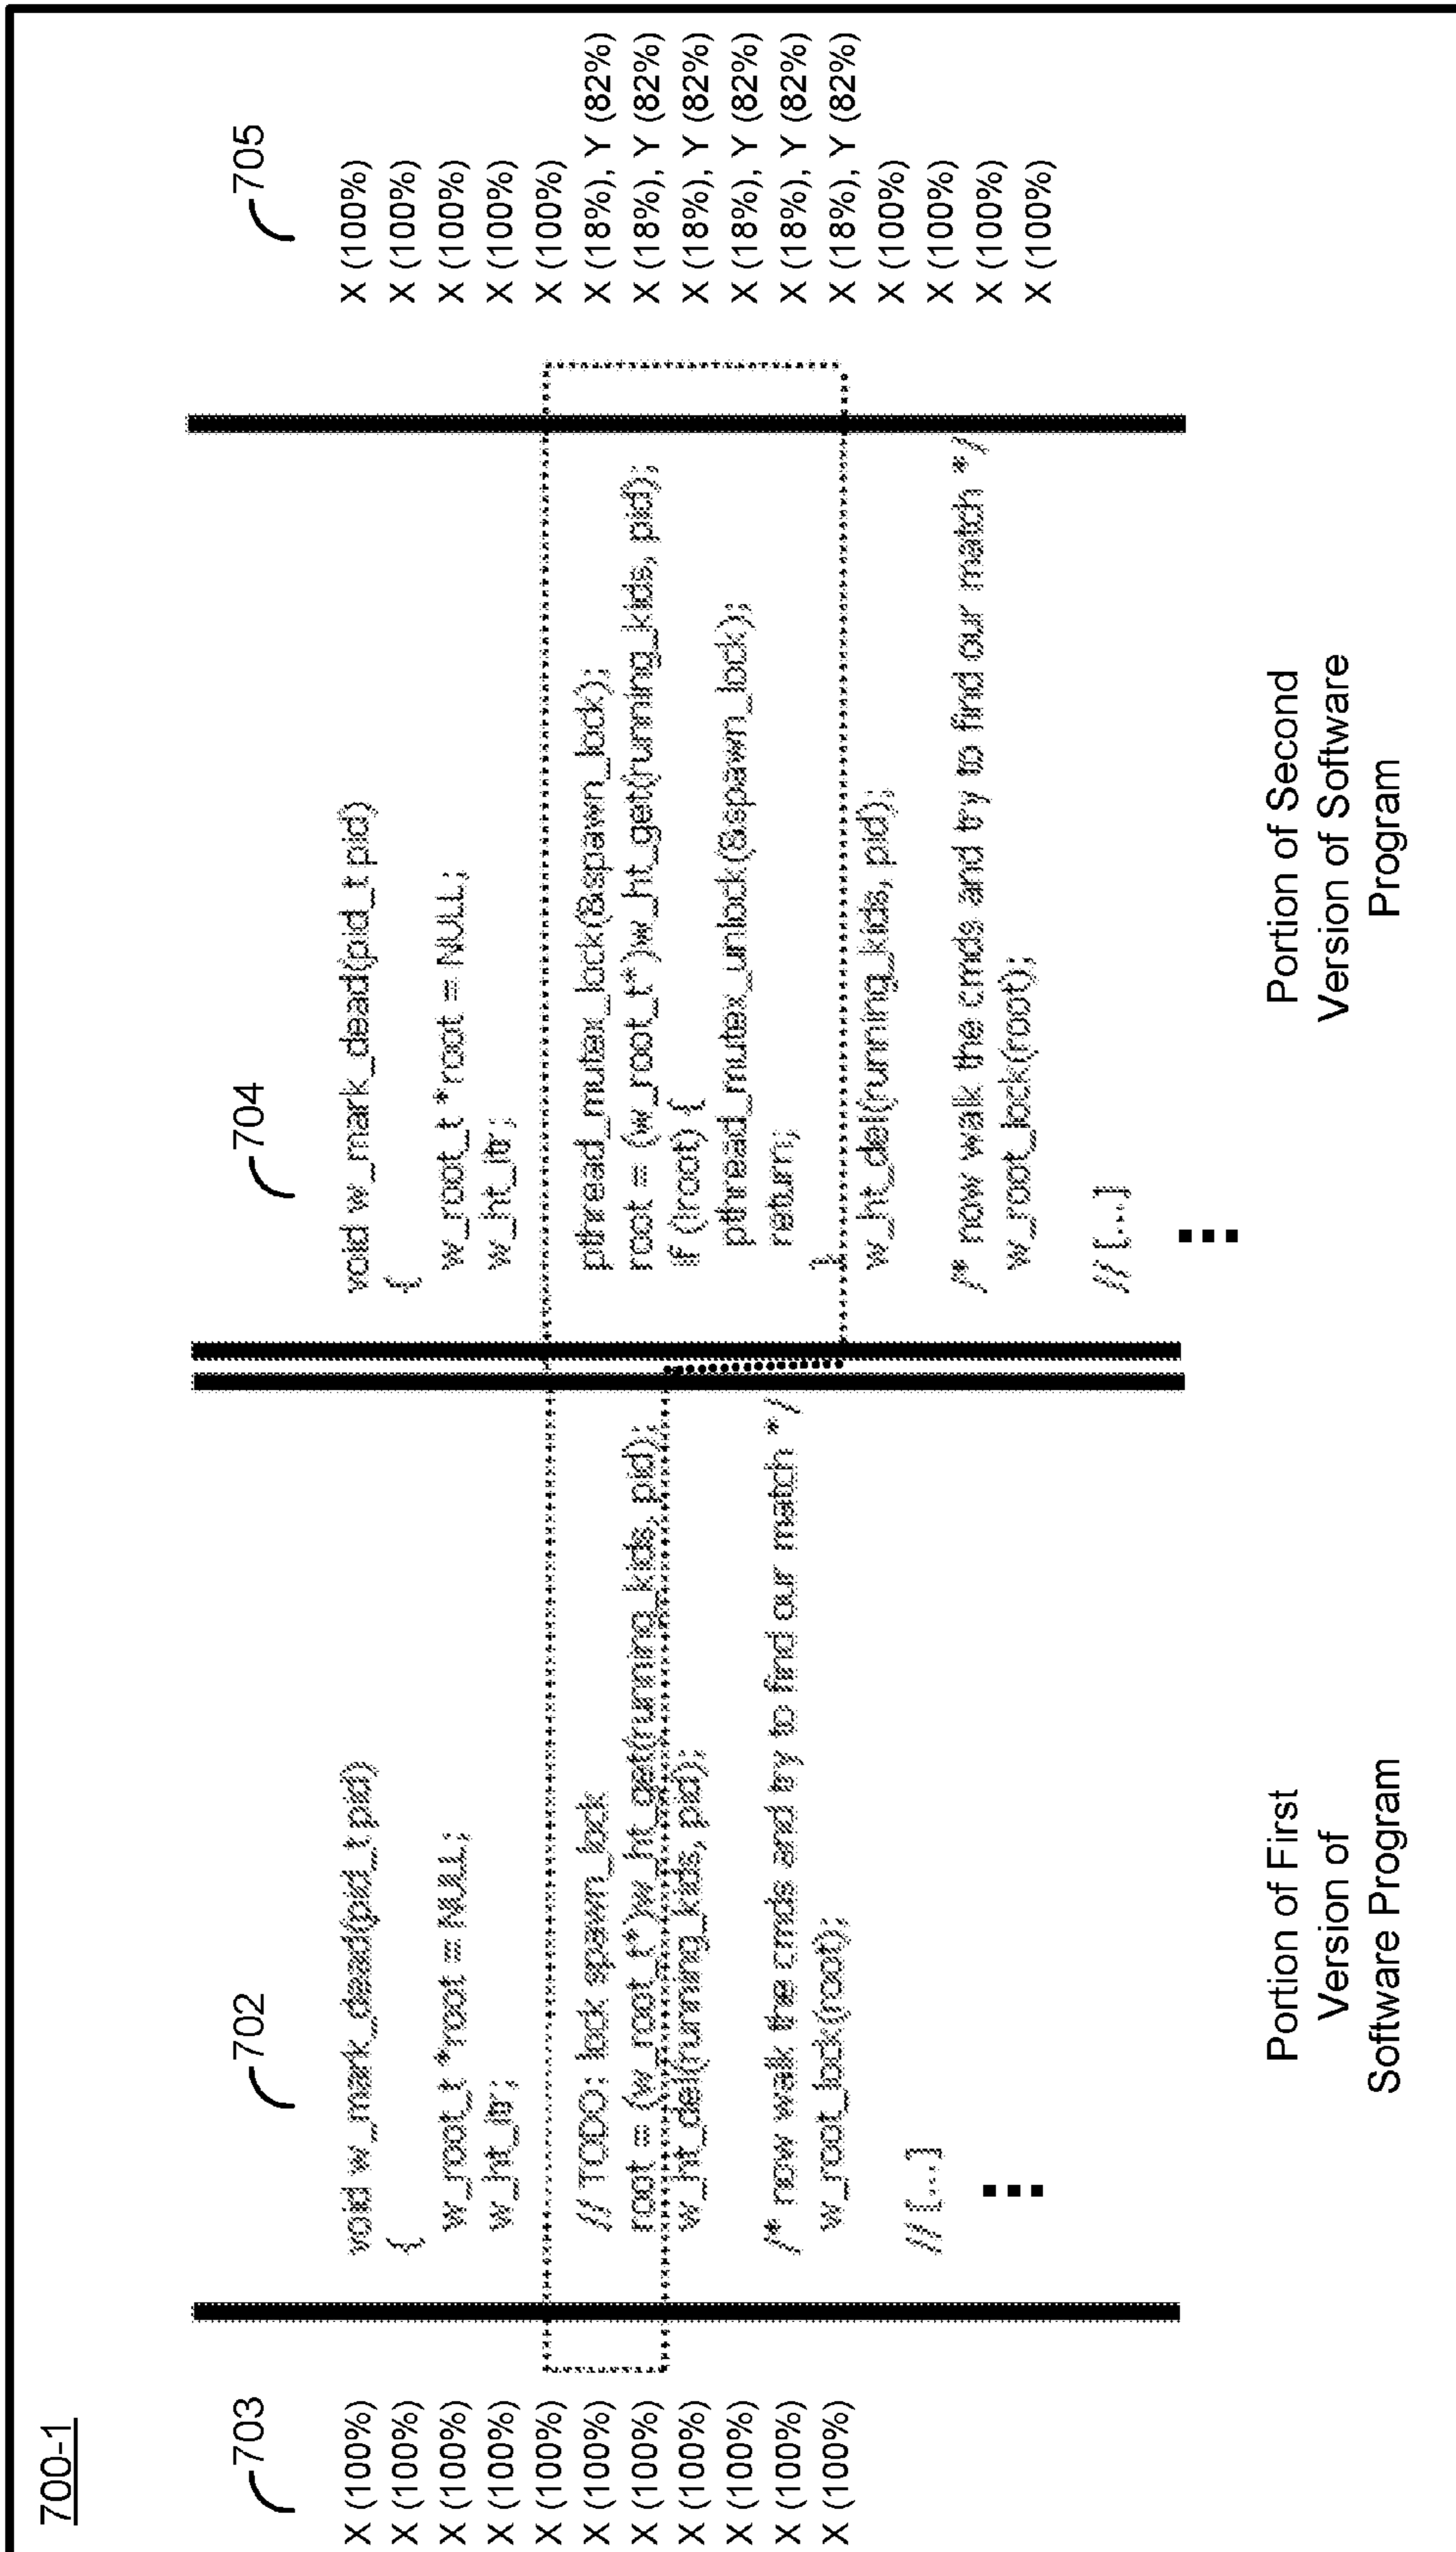 700-1
703
X (100%)
X (100%)
X (100%)
X (100%)
X (100%)
X (100%)
X (100%)
X (100%)
X (100%)
X (100%)
X (100%)
702
void w_mark_dead(pid_t pid)
{
w_root_t *root = NULL;
w_ht_itr;
// TODO: lock spawn_lock
root = (w_root_t*)w_ht_get(running_kids, pid);
w_ht_del(running_kids, pid);
/* now walk the cmds and try to find our match */
w_root_lock(root);
// [...]
Portion of First
Version of
Software Program
704
void w_mark_dead(pid_t pid)
{
w_root_t *root = NULL;
w_ht_itr;
pthread_mutex_lock(&spawn_lock);
root = (w_root_t*)w_ht_get(running_kids, pid);
if (!root) {
pthread_mutex_unlock(&spawn_lock);
return;
}
w_ht_del(running_kids, pid);
/* now walk the cmds and try to find our match */
w_root_lock(root);
// [...]
Portion of Second
Version of Software
Program
705
X (100%)
X (100%)
X (100%)
X (100%)
X (100%)
X (18%), Y (82%)
X (18%), Y (82%)
X (18%), Y (82%)
X (18%), Y (82%)
X (18%), Y (82%)
X (18%), Y (82%)
X (100%)
X (100%)
X (100%)
X (100%)